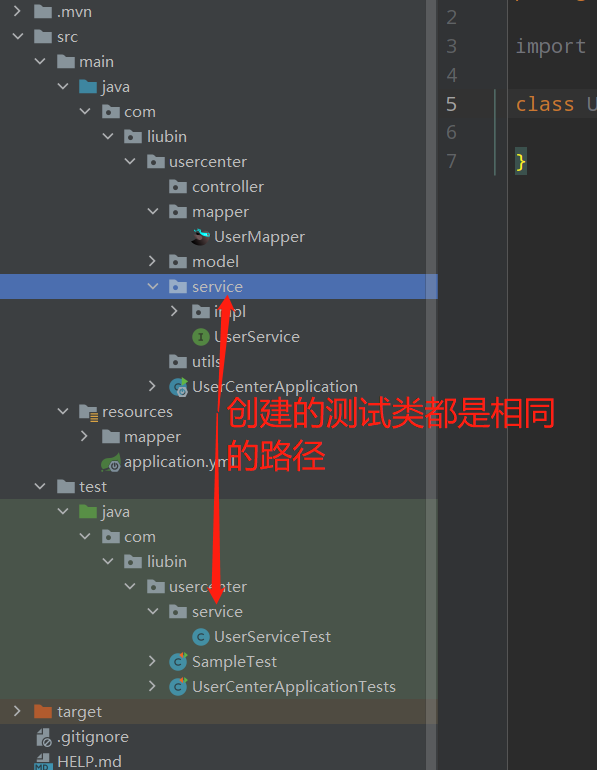 .mvn
2
src
3 import
main
4
java
5 class U
com
6
liubin
7 }
usercenter
controller
mapper
UserMapper
model
service
impl
UserService
utils
UserCenterApplication
创建的测试类都是相同
resources
mapper
的路径
application.yml
test
java
com
liubin
usercenter
service
UserServiceTest
SampleTest
UserCenterApplicationTests
target
.gitignore
HELP.md